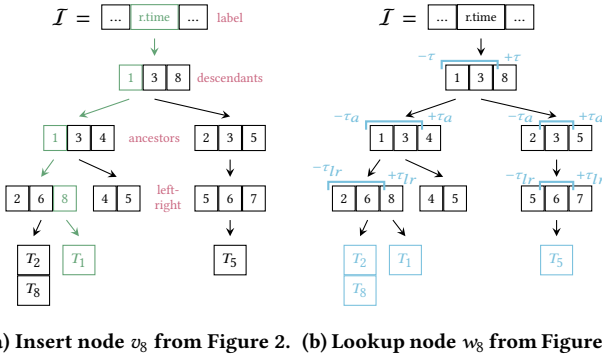 I = ... r.time ... label
1 3 8 descendants
1 3 4 ancestors 2 3 5
2 6 8 4 5 left-right 5 6 7
T2 T1 T5
T8
a) Insert node v8 from Figure 2.
I = ... r.time ...
−τ +τ
1 3 8
−τa +τa −τa +τa
1 3 4 2 3 5
−τlr +τlr −τlr +τlr
2 6 8 4 5 5 6 7
T2 T1 T5
T8
(b) Lookup node w8 from Figure